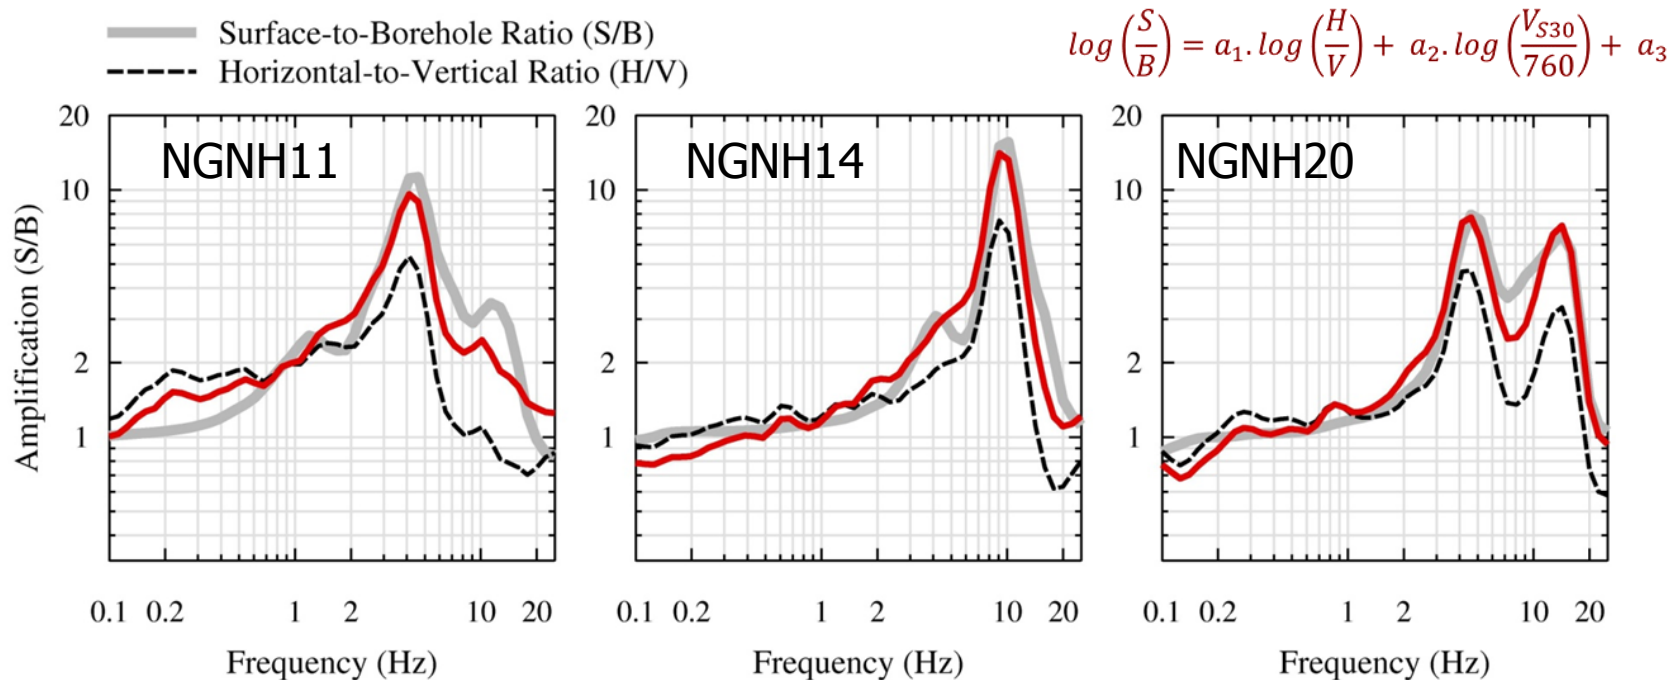 Surface-to-Borehole Ratio (S/B)
Horizontal-to-Vertical Ratio (H/V)
log(S/B) = a₁.log(H/V) + a₂.log(V_S30/760) + a₃
Amplification (S/B)
NGNH11
20
10
2
1
0.1 0.2 1 2 10 20
Frequency (Hz)
NGNH14
20
10
2
1
0.1 0.2 1 2 10 20
Frequency (Hz)
NGNH20
20
10
2
1
0.1 0.2 1 2 10 20
Frequency (Hz)